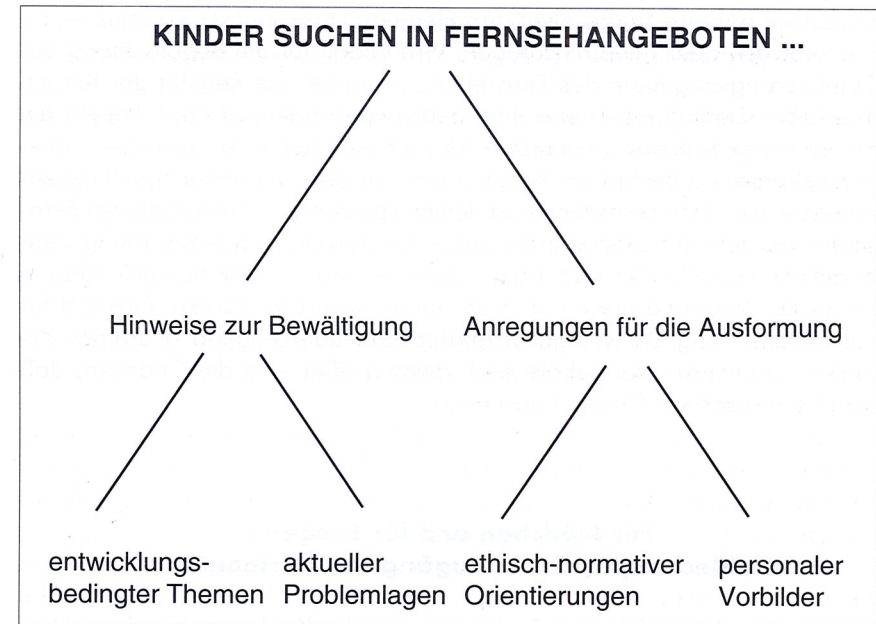 KINDER SUCHEN IN FERNSEHANGEBOTEN ...
Hinweise zur Bewältigung
Anregungen für die Ausformung
entwicklungs-
bedingter Themen
aktueller
Problemlagen
ethisch-normativer
Orientierungen
personaler
Vorbilder